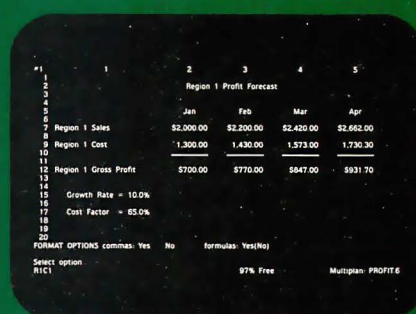 #1 1 2 3 4 5
1
2 Region 1 Profit Forecast
3
4
5 Jan Feb Mar Apr
6
7 Region 1 Sales $2,000.00 $2,200.00 $2,420.00 $2,662.00
8
9 Region 1 Cost 1,300.00 1,430.00 1,573.00 1,730.30
10
11
12 Region 1 Gross Profit $700.00 $770.00 $847.00 $931.70
13
14
15 Growth Rate = 10.0%
16
17 Cost Factor = 65.0%
18
19
20
FORMAT OPTIONS commas: Yes No formulas: Yes(No)
Select option
R1C1 97% Free Multiplan: PROFIT.6